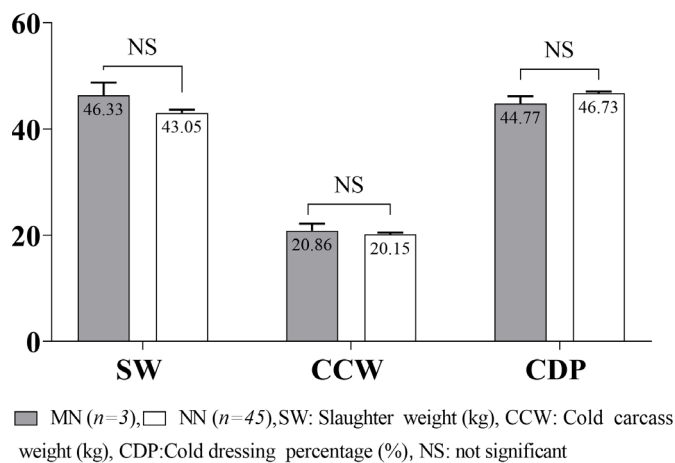 60
NS
NS
46.33
43.05
44.77
46.73
40
NS
20
20.86
20.15
0
SW
CCW
CDP
MN (n=3), NN (n=45), SW: Slaughter weight (kg), CCW: Cold carcass
weight (kg), CDP:Cold dressing percentage (%), NS: not significant